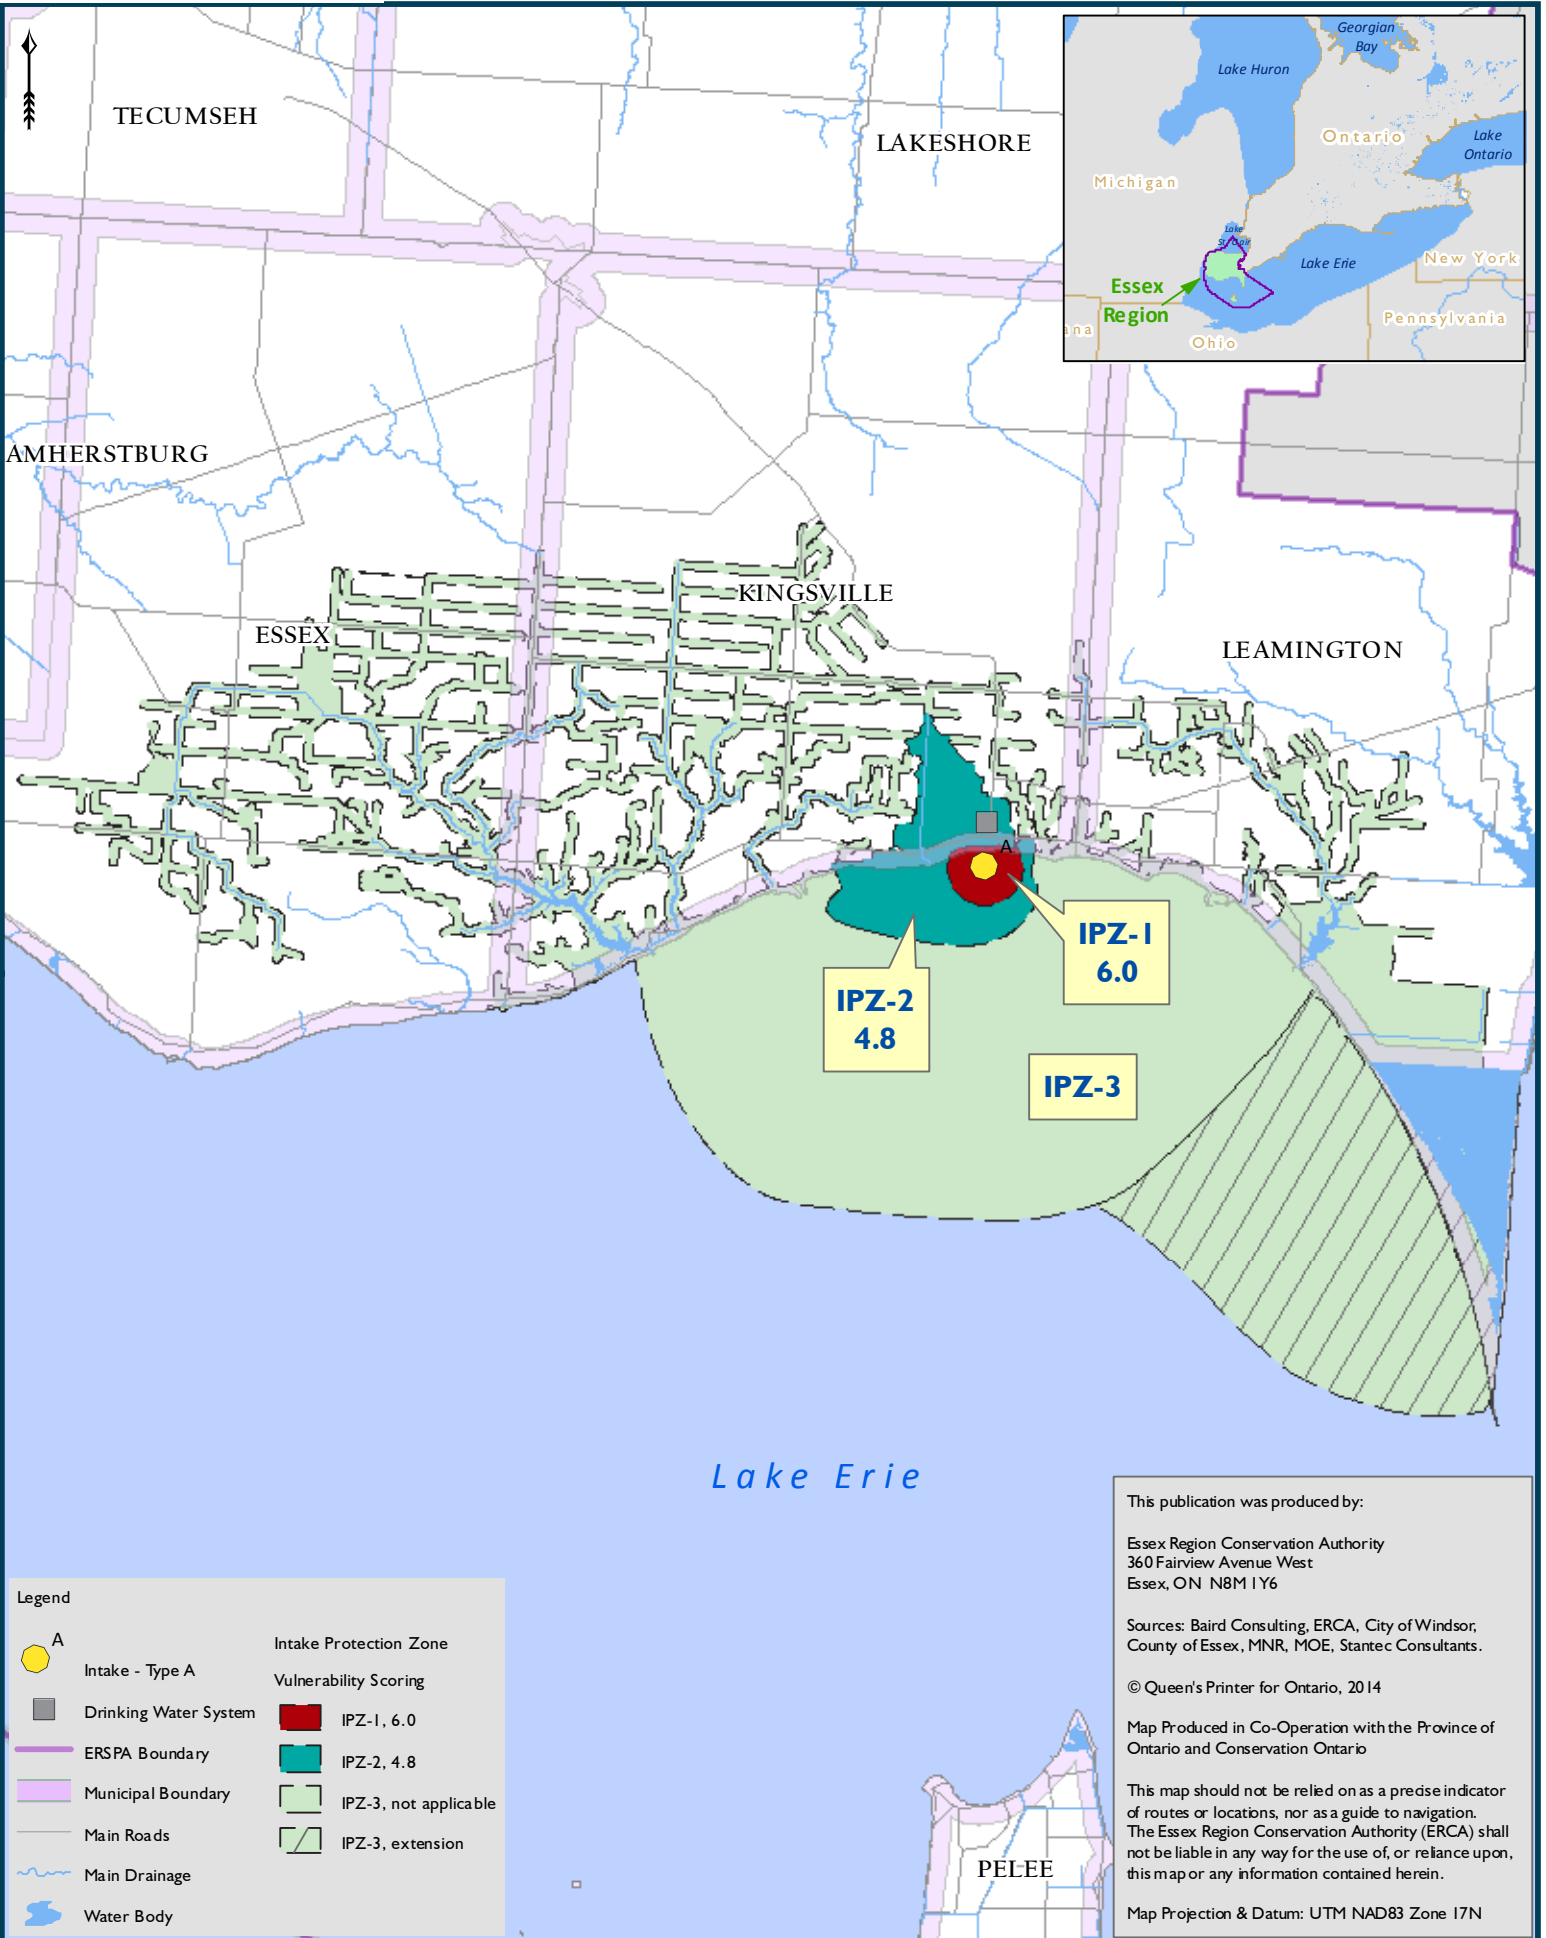 TECUMSEH
LAKESHORE
AMHERSTBURG
KINGSVILLE
ESSEX
LEAMINGTON
Georgian
Bay
Lake Huron
Ontario
Lake
Ontario
Michigan
Lake
St. Clair
Lake Erie
New York
Essex
Region
Pennsylvania
ana
Ohio
A
IPZ-1
6.0
IPZ-2
4.8
IPZ-3
Lake Erie
PELEE
Legend
A
Intake - Type A
Drinking Water System
ERSPA Boundary
Municipal Boundary
Main Roads
Main Drainage
Water Body
Intake Protection Zone
Vulnerability Scoring
IPZ-1, 6.0
IPZ-2, 4.8
IPZ-3, not applicable
IPZ-3, extension
This publication was produced by:
Essex Region Conservation Authority
360 Fairview Avenue West
Essex, ON N8M 1Y6
Sources: Baird Consulting, ERCA, City of Windsor,
County of Essex, MNR, MOE, Stantec Consultants.
© Queen's Printer for Ontario, 2014
Map Produced in Co-Operation with the Province of
Ontario and Conservation Ontario
This map should not be relied on as a precise indicator
of routes or locations, nor as a guide to navigation.
The Essex Region Conservation Authority (ERCA) shall
not be liable in any way for the use of, or reliance upon,
this map or any information contained herein.
Map Projection & Datum: UTM NAD83 Zone 17N